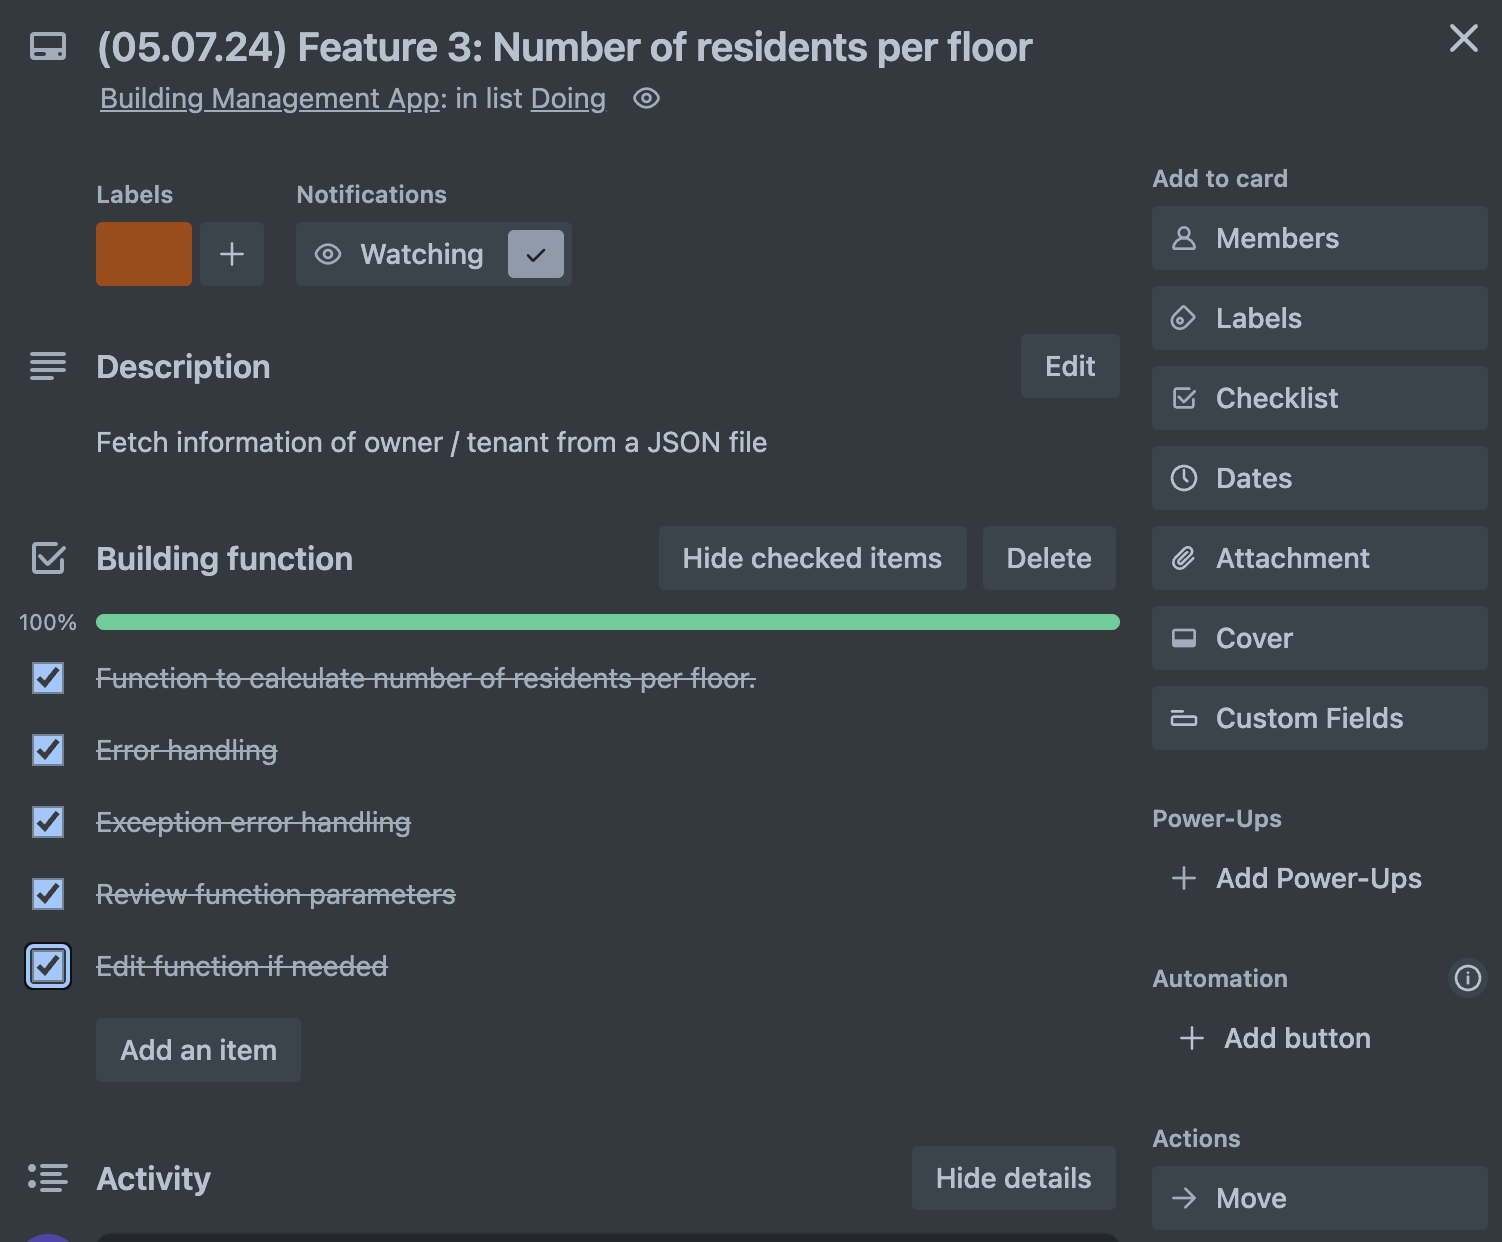 (05.07.24) Feature 3: Number of residents per floor
Building Management App: in list Doing
Labels
Notifications
Watching
Description
Edit
Fetch information of owner / tenant from a JSON file
Building function
Hide checked items
Delete
100%
Function to calculate number of residents per floor.
Error handling
Exception error handling
Review function parameters
Edit function if needed
Add an item
Activity
Hide details
Add to card
Members
Labels
Checklist
Dates
Attachment
Cover
Custom Fields
Power-Ups
Add Power-Ups
Automation
Add button
Actions
Move